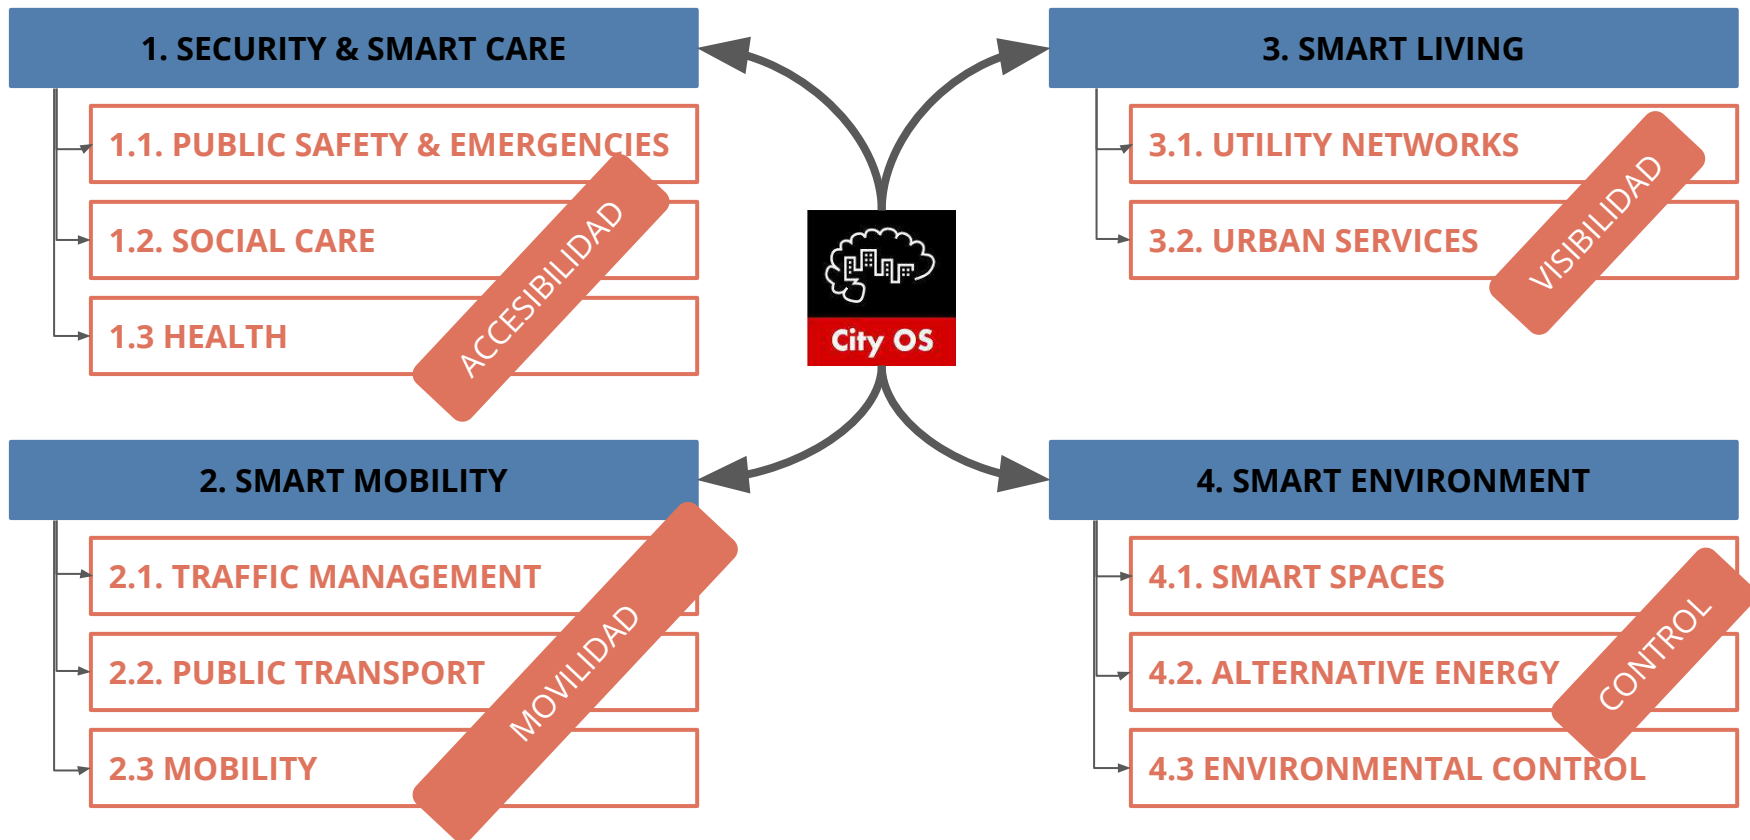 1. SECURITY & SMART CARE
1.1. PUBLIC SAFETY & EMERGENCIES
1.2. SOCIAL CARE
1.3 HEALTH
ACCESIBILIDAD
2. SMART MOBILITY
2.1. TRAFFIC MANAGEMENT
2.2. PUBLIC TRANSPORT
2.3 MOBILITY
MOVILIDAD
City OS
3. SMART LIVING
3.1. UTILITY NETWORKS
3.2. URBAN SERVICES
VISIBILIDAD
4. SMART ENVIRONMENT
4.1. SMART SPACES
4.2. ALTERNATIVE ENERGY
4.3 ENVIRONMENTAL CONTROL
CONTROL